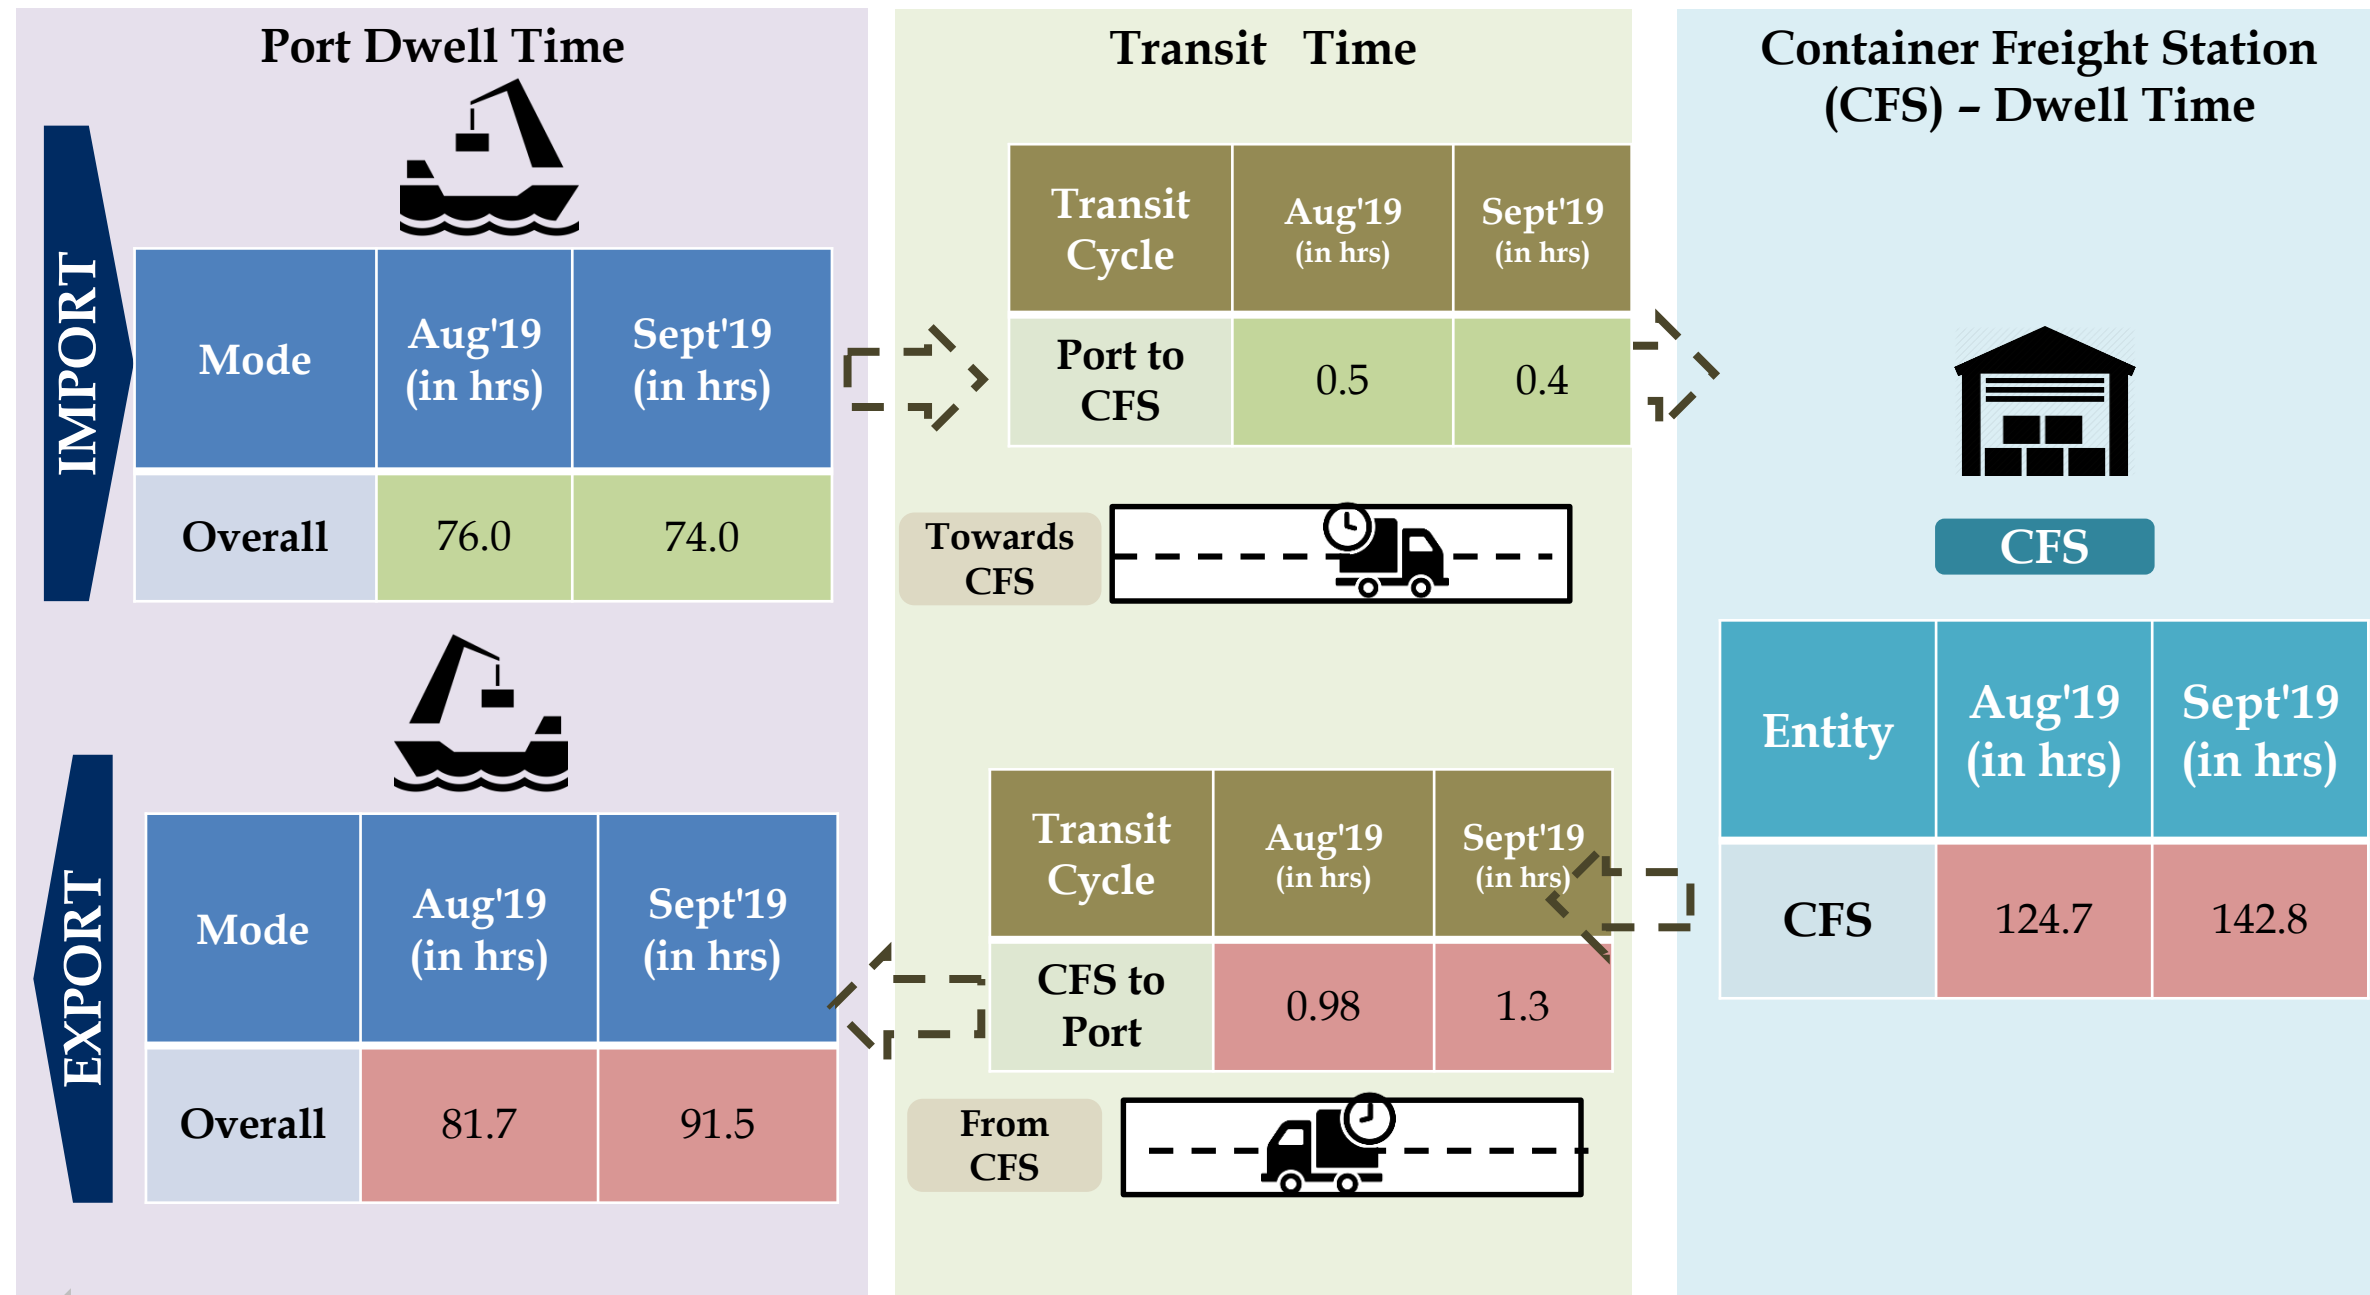 Port Dwell Time
IMPORT
Mode
Aug'19
(in hrs)
Sept'19
(in hrs)
Overall
76.0
74.0
EXPORT
Mode
Aug'19
(in hrs)
Sept'19
(in hrs)
Overall
81.7
91.5
Transit Time
Transit
Cycle
Aug'19
(in hrs)
Sept'19
(in hrs)
Port to
CFS
0.5
0.4
Towards
CFS
Transit
Cycle
Aug'19
(in hrs)
Sept'19
(in hrs)
CFS to
Port
0.98
1.3
From
CFS
Container Freight Station
(CFS) – Dwell Time
CFS
Entity
Aug'19
(in hrs)
Sept'19
(in hrs)
CFS
124.7
142.8